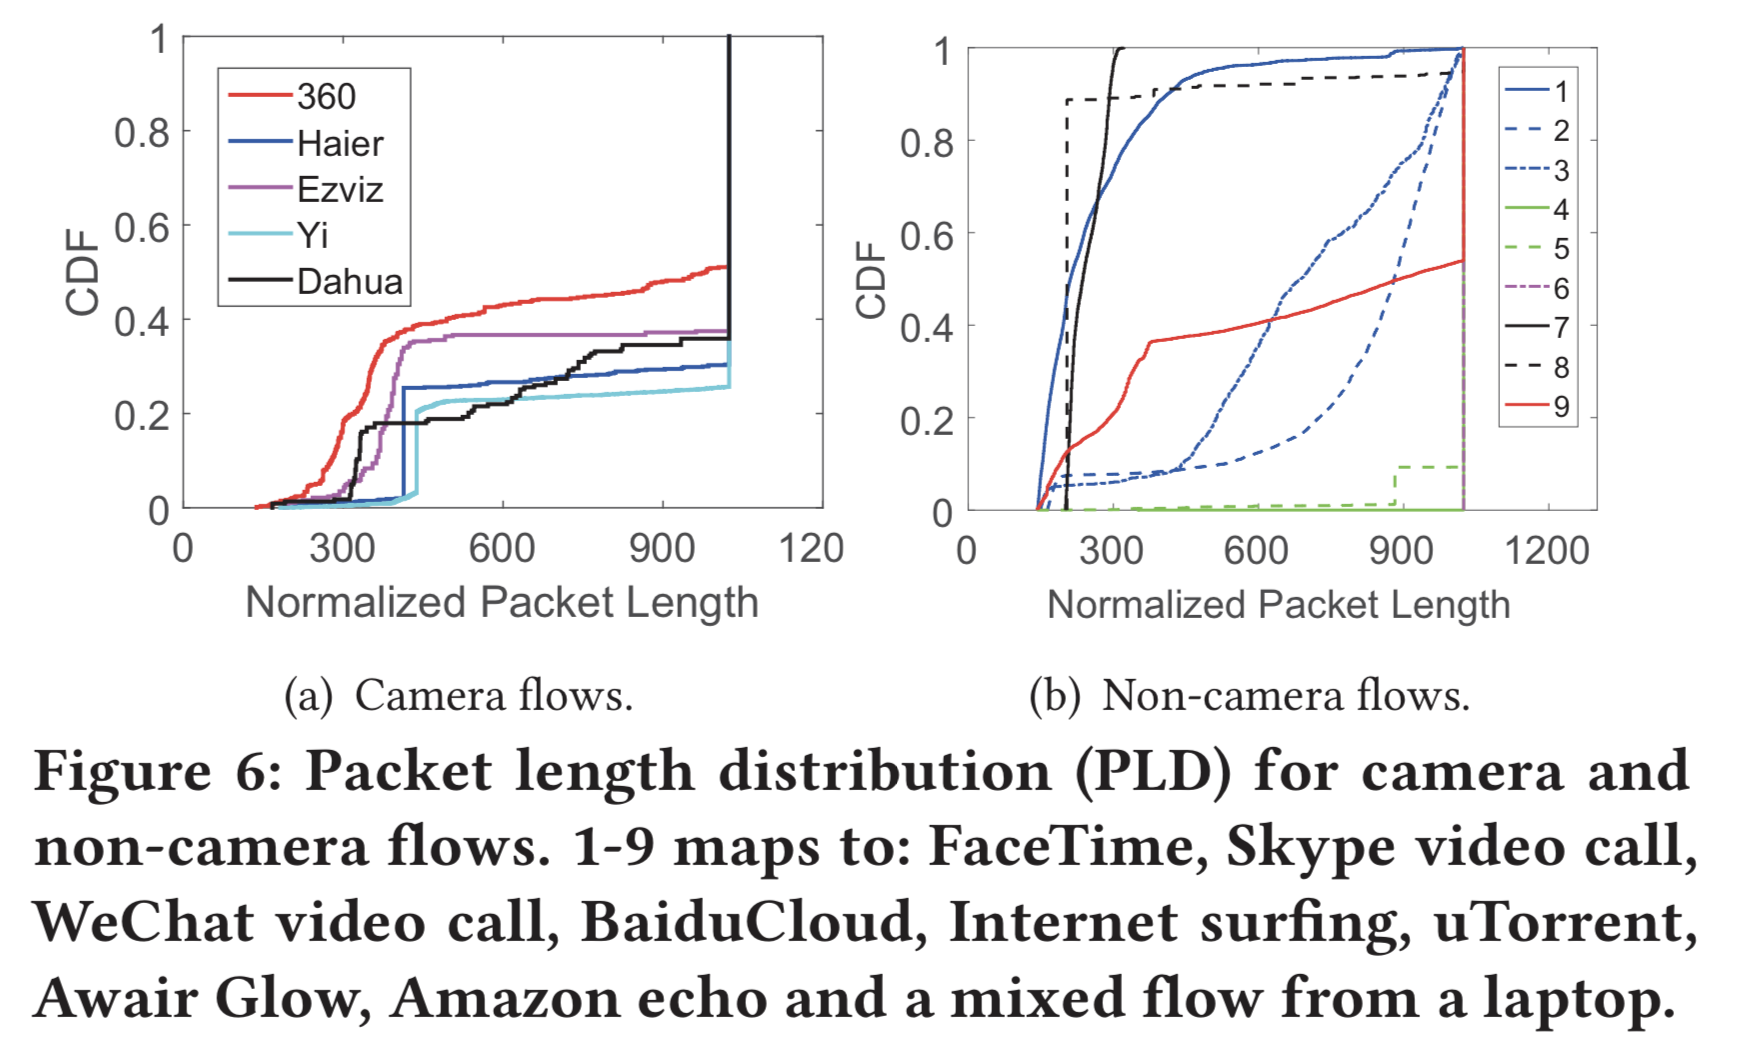 1
0.8
0.6
0.4
0.2
0
CDF
360
Haier
Ezviz
Yi
Dahua
0 300 600 900 120
Normalized Packet Length
(a) Camera flows.
1
0.8
0.6
0.4
0.2
0
CDF
1
2
3
4
5
6
7
8
9
0 300 600 900 1200
Normalized Packet Length
(b) Non-camera flows.
Figure 6: Packet length distribution (PLD) for camera and
non-camera flows. 1-9 maps to: FaceTime, Skype video call,
WeChat video call, BaiduCloud, Internet surfing, uTorrent,
Awair Glow, Amazon echo and a mixed flow from a laptop.